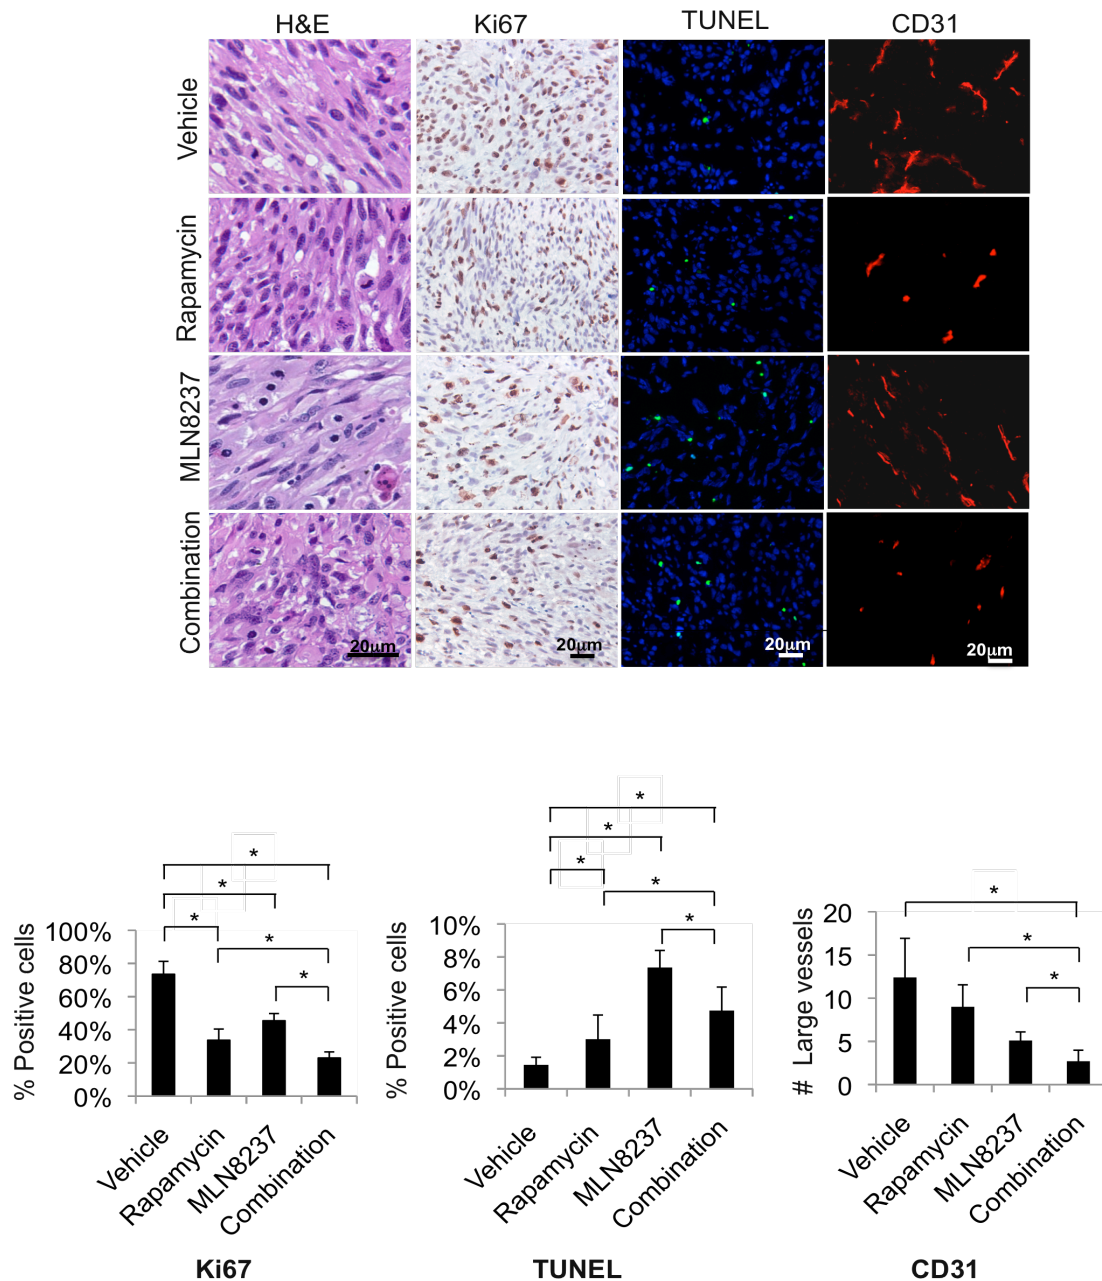 H&E Ki67 TUNEL CD31
Vehicle
Rapamycin
MLN8237
Combination
20µm 20µm 20µm 20µm
* * * * *
% Positive cells
100%
80%
60%
40%
20%
0%
Vehicle Rapamycin MLN8237 Combination
Ki67
* * * * *
% Positive cells
10%
8%
6%
4%
2%
0%
Vehicle Rapamycin MLN8237 Combination
TUNEL
* * *
# Large vessels
20
15
10
5
0
Vehicle Rapamycin MLN8237 Combination
CD31